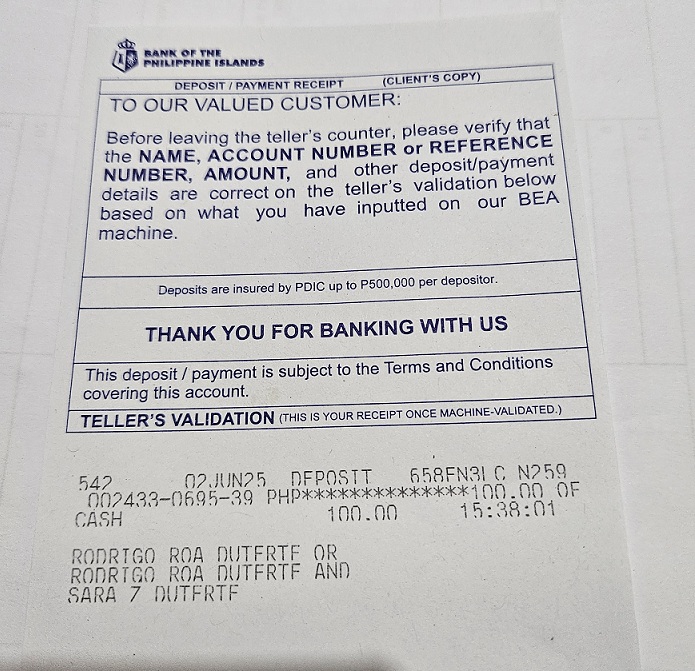 BANK OF THE
PHILIPPINE ISLANDS
DEPOSIT / PAYMENT RECEIPT (CLIENT'S COPY)
TO OUR VALUED CUSTOMER:
Before leaving the teller's counter, please verify that
the NAME, ACCOUNT NUMBER or REFERENCE
NUMBER, AMOUNT, and other deposit/payment
details are correct on the teller's validation below
based on what you have inputted on our BEA
machine.
Deposits are insured by PDIC up to P500,000 per depositor.
THANK YOU FOR BANKING WITH US
This deposit / payment is subject to the Terms and Conditions
covering this account.
TELLER'S VALIDATION (THIS IS YOUR RECEIPT ONCE MACHINE-VALIDATED.)
542 02JUN25 DEPOSIT 658FN3LC N259
002433-0695-39 PHP**************100.00 OF
CASH 100.00 15:38:01
RODRIGO ROA DUTERTE OR
RODRIGO ROA DUTERTE AND
SARA Z DUTERTE